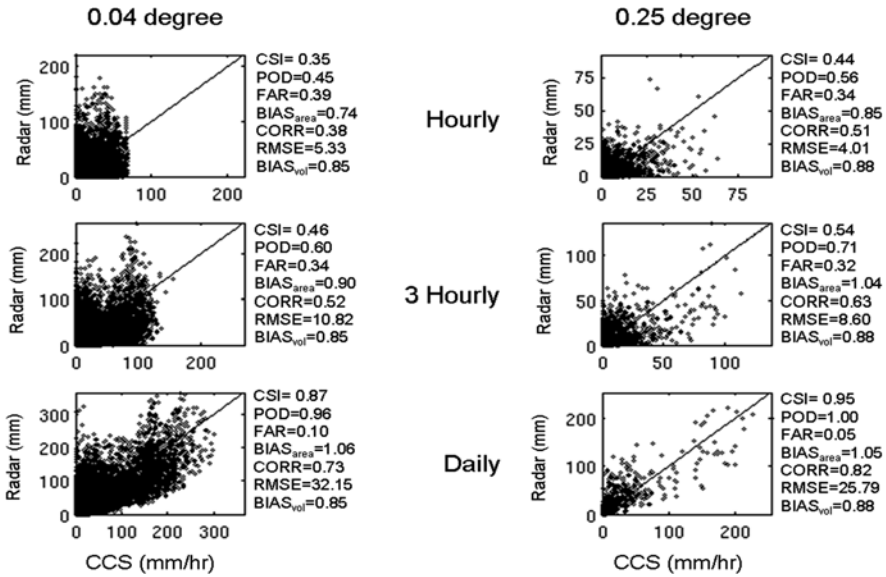 0.04 degree
0.25 degree
200
100
0
Radar (mm)
0 100 200
CSI= 0.35
POD=0.45
FAR=0.39
BIASarea=0.74
CORR=0.38
RMSE=5.33
BIASvol=0.85
Hourly
75
50
25
0
Radar (mm)
0 25 50 75
CSI= 0.44
POD=0.56
FAR=0.34
BIASarea=0.85
CORR=0.51
RMSE=4.01
BIASvol=0.88
200
100
0
Radar (mm)
0 100 200
CSI= 0.46
POD=0.60
FAR=0.34
BIASarea=0.90
CORR=0.52
RMSE=10.82
BIASvol=0.85
3 Hourly
100
50
0
Radar (mm)
0 50 100
CSI= 0.54
POD=0.71
FAR=0.32
BIASarea=1.04
CORR=0.63
RMSE=8.60
BIASvol=0.88
300
200
100
0
Radar (mm)
0 100 200 300
CCS (mm/hr)
CSI= 0.87
POD=0.96
FAR=0.10
BIASarea=1.06
CORR=0.73
RMSE=32.15
BIASvol=0.85
Daily
200
100
0
Radar (mm)
0 100 200
CCS (mm/hr)
CSI= 0.95
POD=1.00
FAR=0.05
BIASarea=1.05
CORR=0.82
RMSE=25.79
BIASvol=0.88